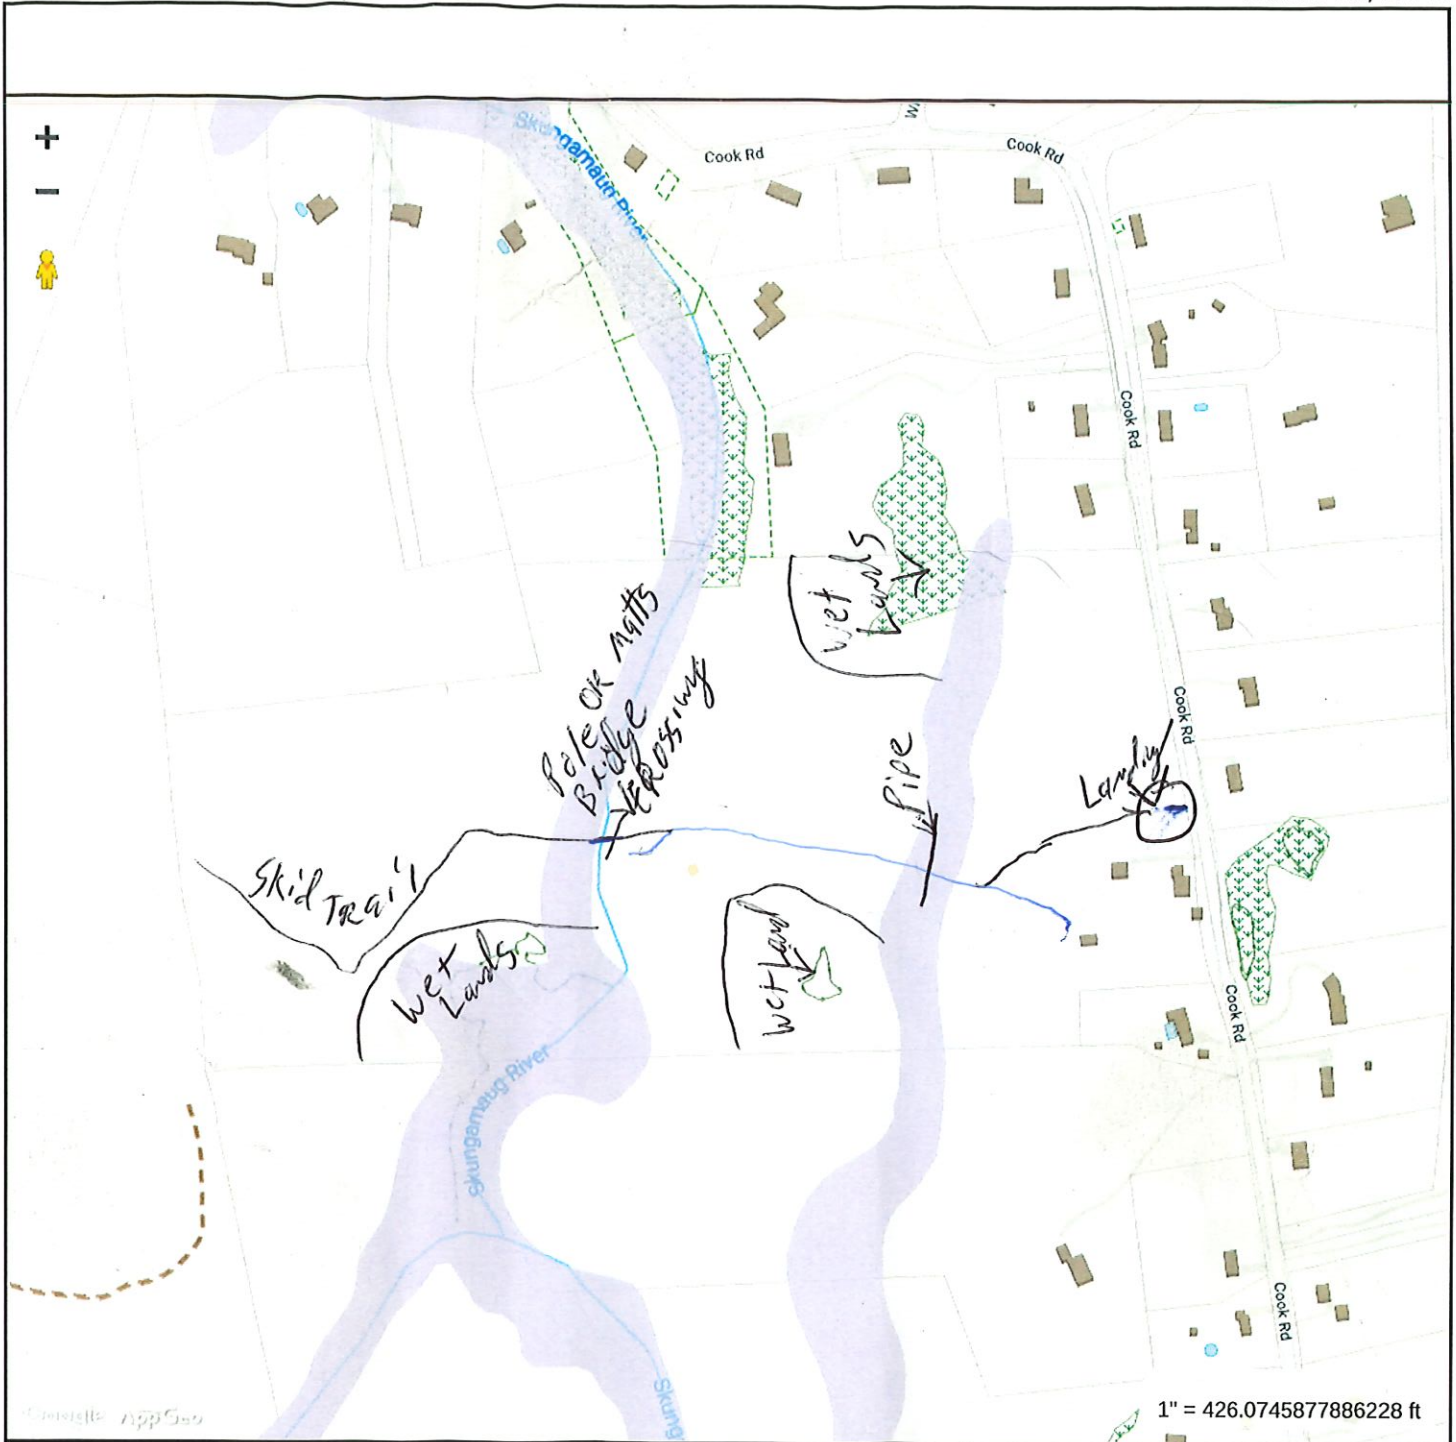 +
−
Skungamaug River
Cook Rd
Cook Rd
Cook Rd
Wet
Lands
Pole OR Matts
Bridge
CROSSING
Cook Rd
Pipe
Landing
Skid Trail
Wet
Lands
Wet Land
Cook Rd
Skungamaug River
Cook Rd
Skung
AppGeo
1" = 426.0745877886228 ft